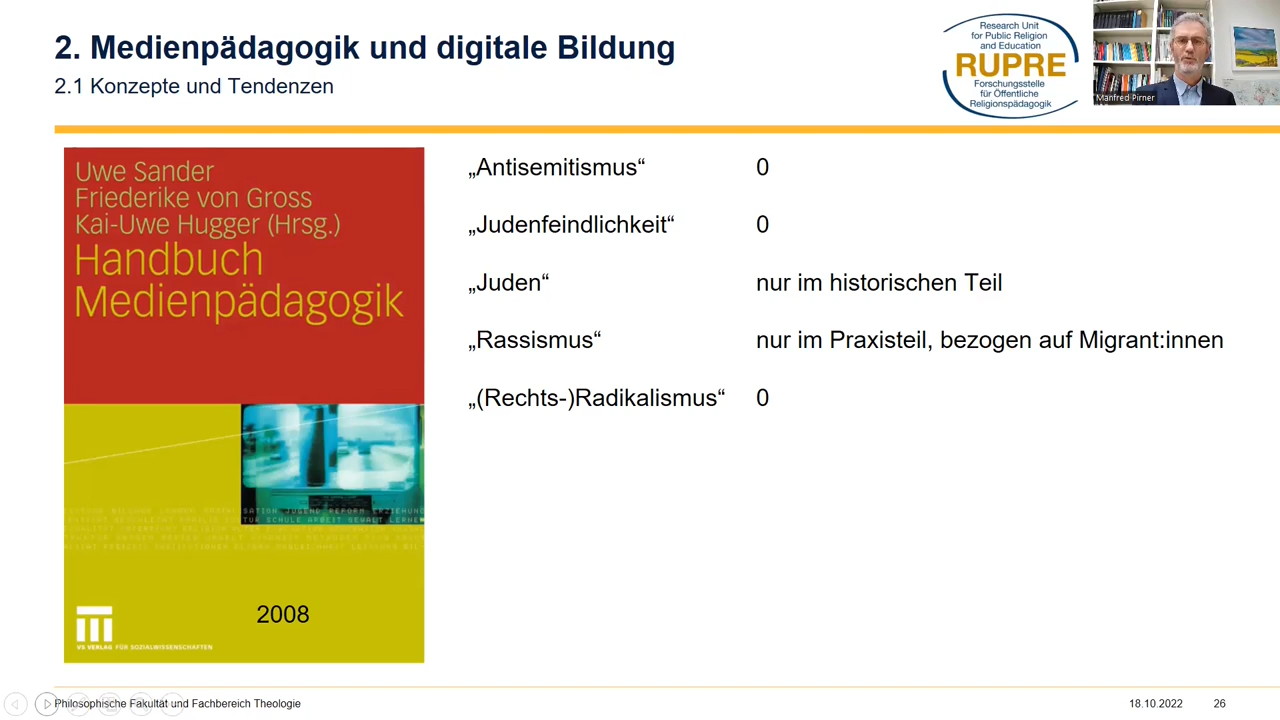 2. Medienpädagogik und digitale Bildung
2.1 Konzepte und Tendenzen
Research Unit
for Public Religion
and Education
RUPRE
Forschungsstelle
für Öffentliche
Religionspädagogik
Manfred Pirner
Uwe Sander
Friederike von Gross
Kai-Uwe Hugger (Hrsg.)
Handbuch
Medienpädagogik
2008
VS VERLAG FÜR SOZIALWISSENSCHAFTEN
„Antisemitismus“ 0
„Judenfeindlichkeit“ 0
„Juden“ nur im historischen Teil
„Rassismus“ nur im Praxisteil, bezogen auf Migrant:innen
„(Rechts-)Radikalismus“ 0
Philosophische Fakultät und Fachbereich Theologie
18.10.2022 26